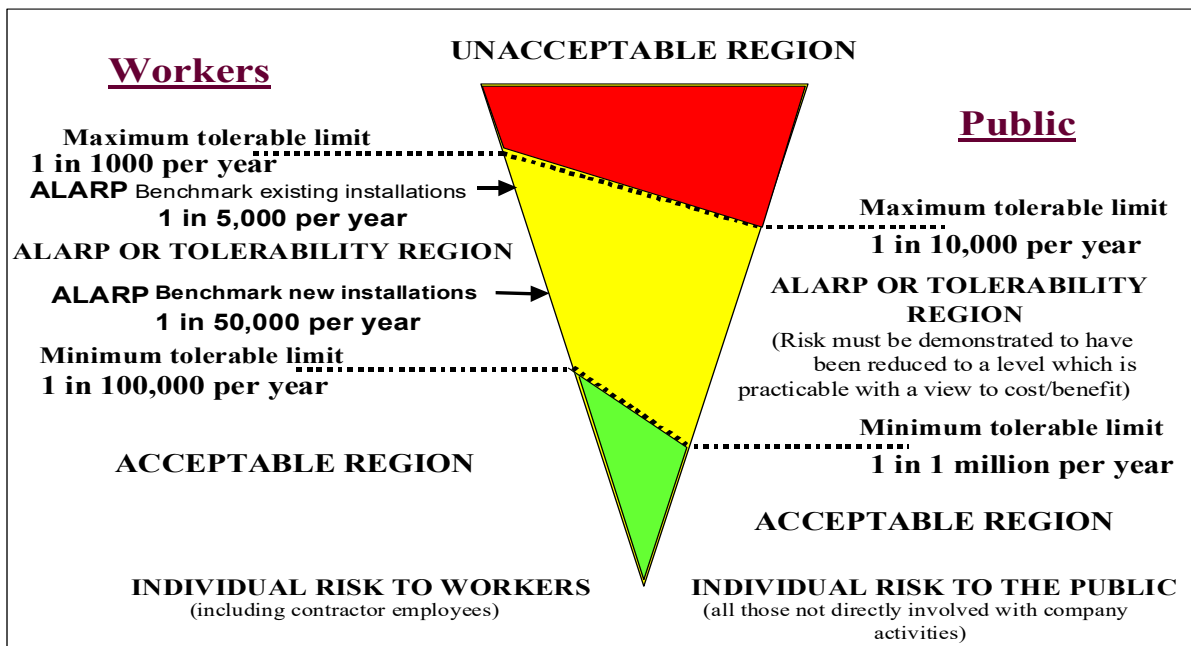 UNACCEPTABLE REGION
Workers
Maximum tolerable limit
1 in 1000 per year
ALARP Benchmark existing installations
1 in 5,000 per year
ALARP OR TOLERABILITY REGION
ALARP Benchmark new installations
1 in 50,000 per year
Minimum tolerable limit
1 in 100,000 per year
ACCEPTABLE REGION
INDIVIDUAL RISK TO WORKERS
(including contractor employees)
Public
Maximum tolerable limit
1 in 10,000 per year
ALARP OR TOLERABILITY
REGION
(Risk must be demonstrated to have
been reduced to a level which is
practicable with a view to cost/benefit)
Minimum tolerable limit
1 in 1 million per year
ACCEPTABLE REGION
INDIVIDUAL RISK TO THE PUBLIC
(all those not directly involved with company
activities)